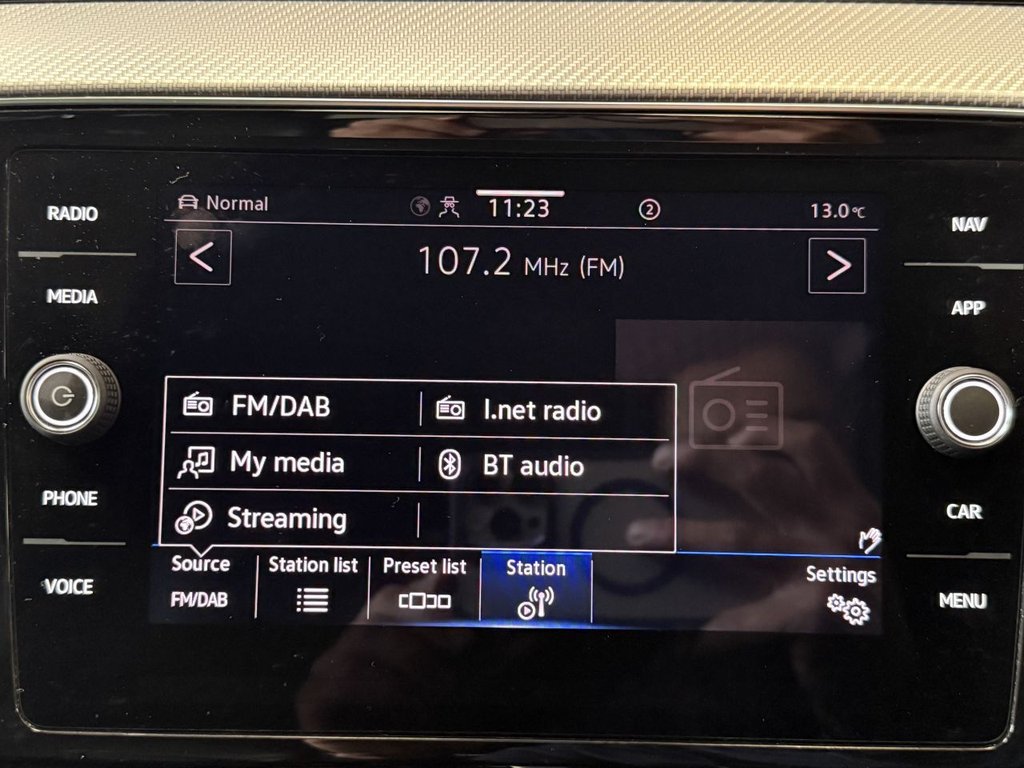 RADIO
MEDIA
PHONE
VOICE
Normal
11:23
2
13.0°C
<
107.2 MHz (FM)
>
FM/DAB
I.net radio
My media
BT audio
Streaming
Source
FM/DAB
Station list
Preset list
Station
Settings
NAV
APP
CAR
MENU